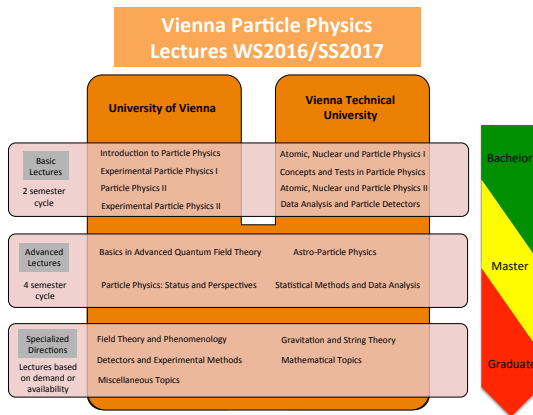 Vienna Particle Physics
Lectures WS2016/SS2017
University of Vienna
Vienna Technical
University
Basic
Lectures
2 semester
cycle
Introduction to Particle Physics
Experimental Particle Physics I
Particle Physics II
Experimental Particle Physics II
Atomic, Nuclear und Particle Physics I
Concepts and Tests in Particle Physics
Atomic, Nuclear und Particle Physics II
Data Analysis and Particle Detectors
Bachelor
Advanced
Lectures
4 semester
cycle
Basics in Advanced Quantum Field Theory
Astro-Particle Physics
Particle Physics: Status and Perspectives
Statistical Methods and Data Analysis
Master
Specialized
Directions
Lectures based
on demand or
availability
Field Theory and Phenomenology
Detectors and Experimental Methods
Miscellaneous Topics
Gravitation and String Theory
Mathematical Topics
Graduate